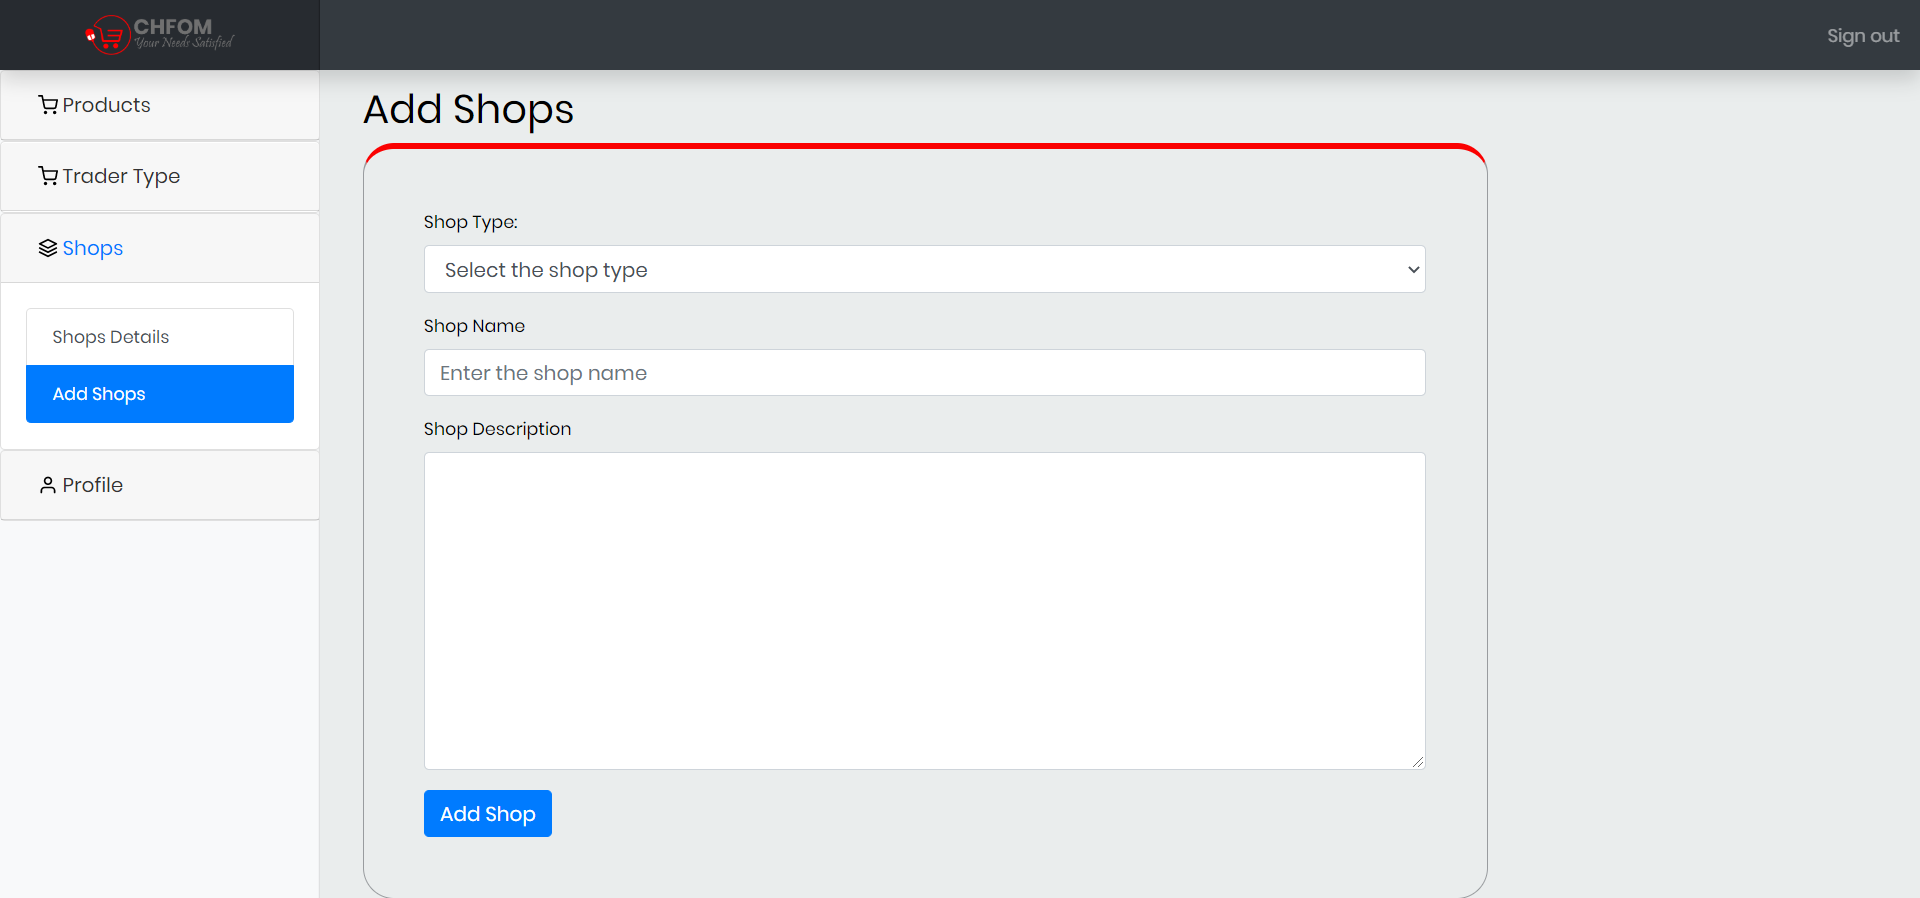 CHFOM
Your Needs Satisfied
Sign out
Products
Trader Type
Shops
Shops Details
Add Shops
Profile
Add Shops
Shop Type:
Select the shop type
Shop Name
Enter the shop name
Shop Description
Add Shop